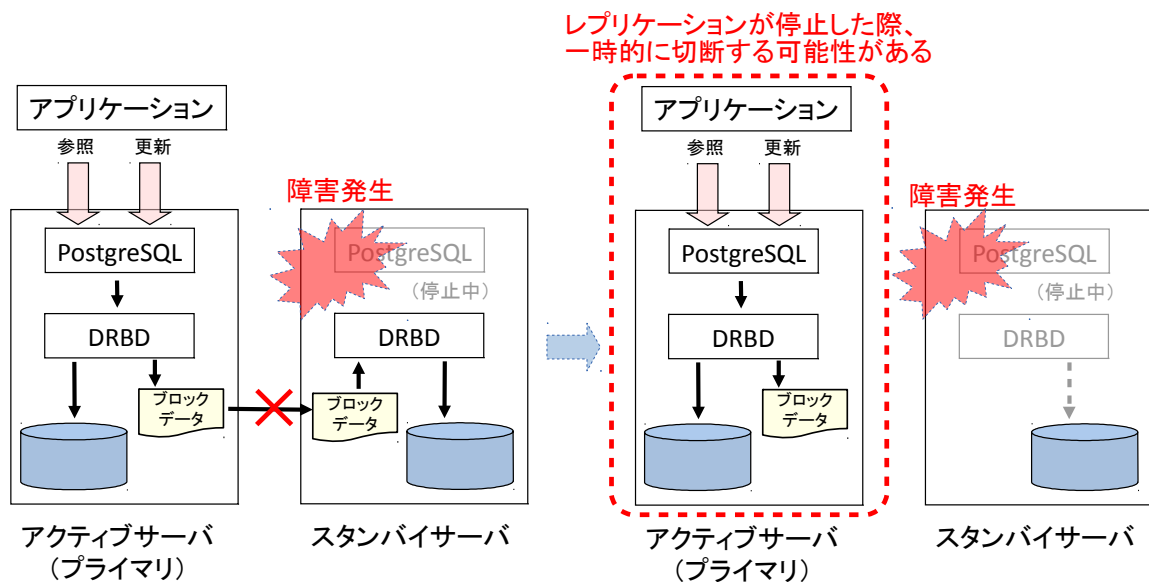 レプリケーションが停止した際、
一時的に切断する可能性がある
アプリケーション
参照
更新
障害発生
PostgreSQL
PostgreSQL
（停止中）
DRBD
DRBD
ブロック
データ
ブロック
データ
アクティブサーバ
（プライマリ）
スタンバイサーバ
アプリケーション
参照
更新
障害発生
PostgreSQL
PostgreSQL
（停止中）
DRBD
DRBD
ブロック
データ
アクティブサーバ
（プライマリ）
スタンバイサーバ